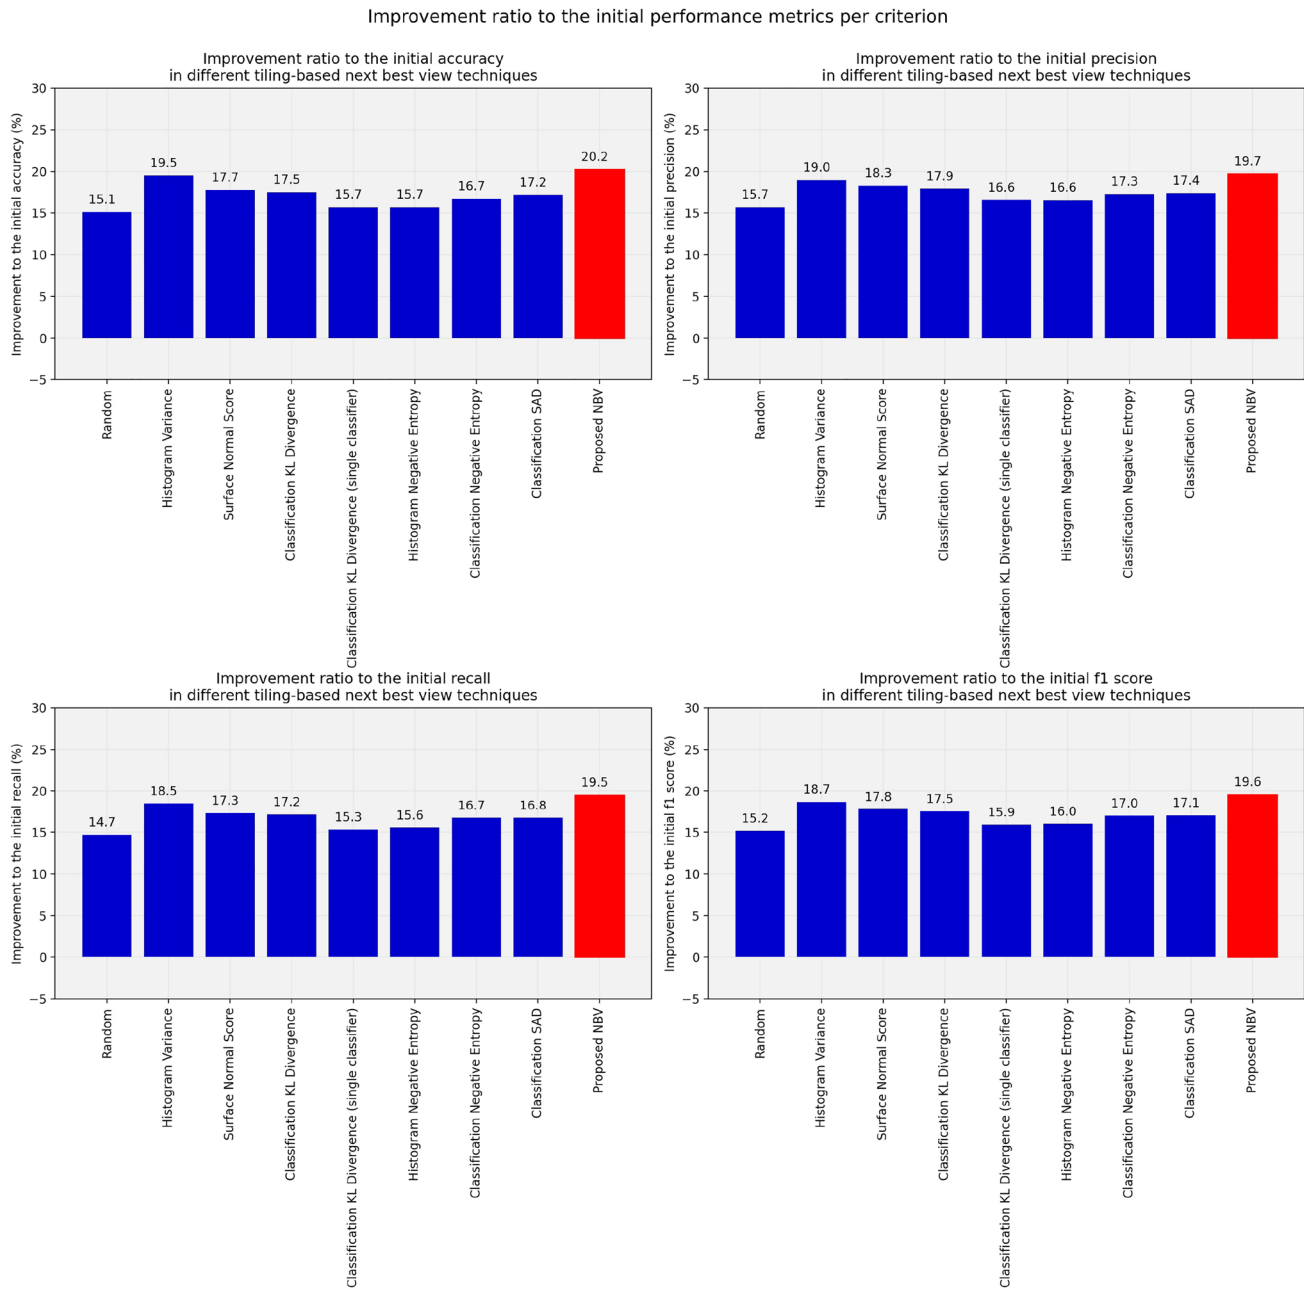 Improvement ratio to the initial performance metrics per criterion
Improvement ratio to the initial accuracy
in different tiling-based next best view techniques
Improvement to the initial accuracy (%)
30
25
20
15
10
5
0
−5
15.1
19.5
17.7
17.5
15.7
15.7
16.7
17.2
20.2
Random
Histogram Variance
Surface Normal Score
Classification KL Divergence
Classification KL Divergence (single classifier)
Histogram Negative Entropy
Classification Negative Entropy
Classification SAD
Proposed NBV
Improvement ratio to the initial precision
in different tiling-based next best view techniques
Improvement to the initial precision (%)
30
25
20
15
10
5
0
−5
15.7
19.0
18.3
17.9
16.6
16.6
17.3
17.4
19.7
Random
Histogram Variance
Surface Normal Score
Classification KL Divergence
Classification KL Divergence (single classifier)
Histogram Negative Entropy
Classification Negative Entropy
Classification SAD
Proposed NBV
Improvement ratio to the initial recall
in different tiling-based next best view techniques
Improvement to the initial recall (%)
30
25
20
15
10
5
0
−5
14.7
18.5
17.3
17.2
15.3
15.6
16.7
16.8
19.5
Random
Histogram Variance
Surface Normal Score
Classification KL Divergence
Classification KL Divergence (single classifier)
Histogram Negative Entropy
Classification Negative Entropy
Classification SAD
Proposed NBV
Improvement ratio to the initial f1 score
in different tiling-based next best view techniques
Improvement to the initial f1 score (%)
30
25
20
15
10
5
0
−5
15.2
18.7
17.8
17.5
15.9
16.0
17.0
17.1
19.6
Random
Histogram Variance
Surface Normal Score
Classification KL Divergence
Classification KL Divergence (single classifier)
Histogram Negative Entropy
Classification Negative Entropy
Classification SAD
Proposed NBV